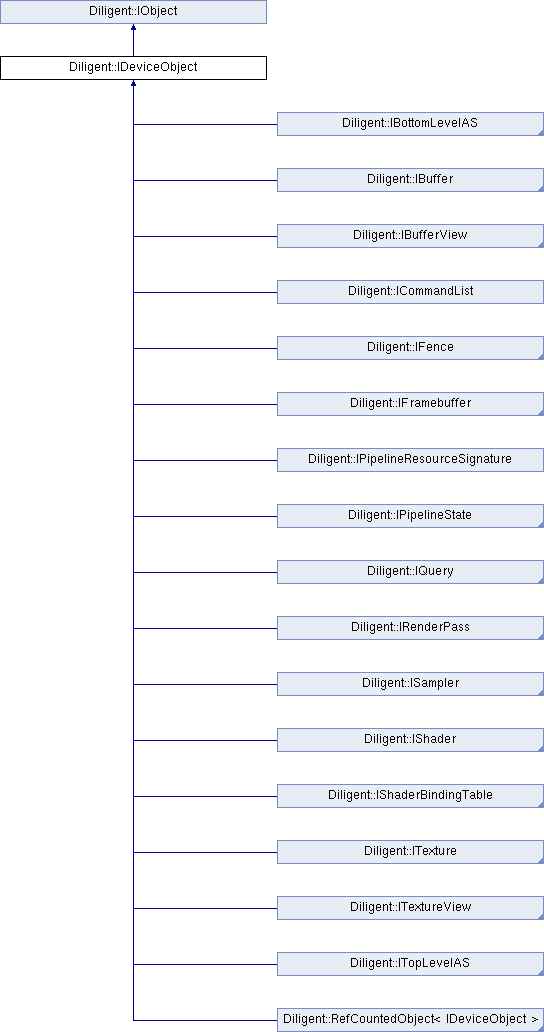 Diligent::IObject
Diligent::IDeviceObject
Diligent::IBottomLevelAS
Diligent::IBuffer
Diligent::IBufferView
Diligent::ICommandList
Diligent::IFence
Diligent::IFramebuffer
Diligent::IPipelineResourceSignature
Diligent::IPipelineState
Diligent::IQuery
Diligent::IRenderPass
Diligent::ISampler
Diligent::IShader
Diligent::IShaderBindingTable
Diligent::ITexture
Diligent::ITextureView
Diligent::ITopLevelAS
Diligent::RefCountedObject< IDeviceObject >